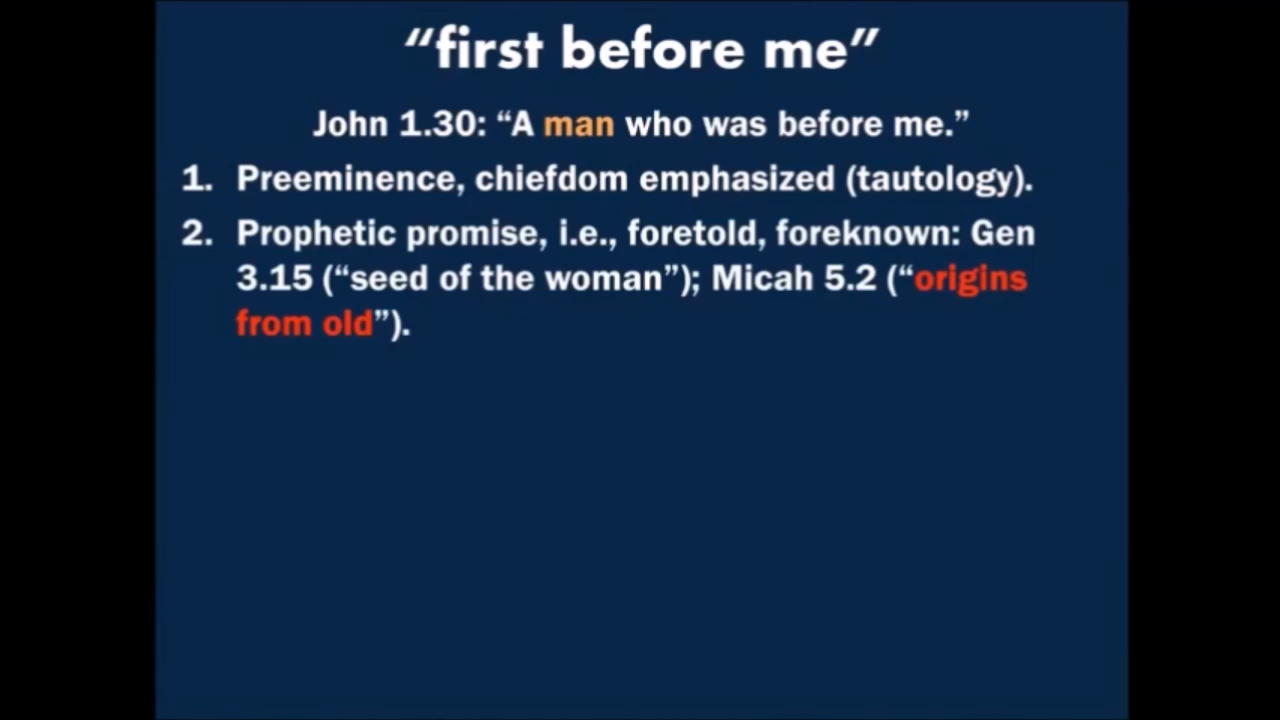 “first before me”
John 1.30: “A man who was before me.”
1. Preeminence, chiefdom emphasized (tautology).
2. Prophetic promise, i.e., foretold, foreknown: Gen
3.15 (“seed of the woman”); Micah 5.2 (“origins
from old”).